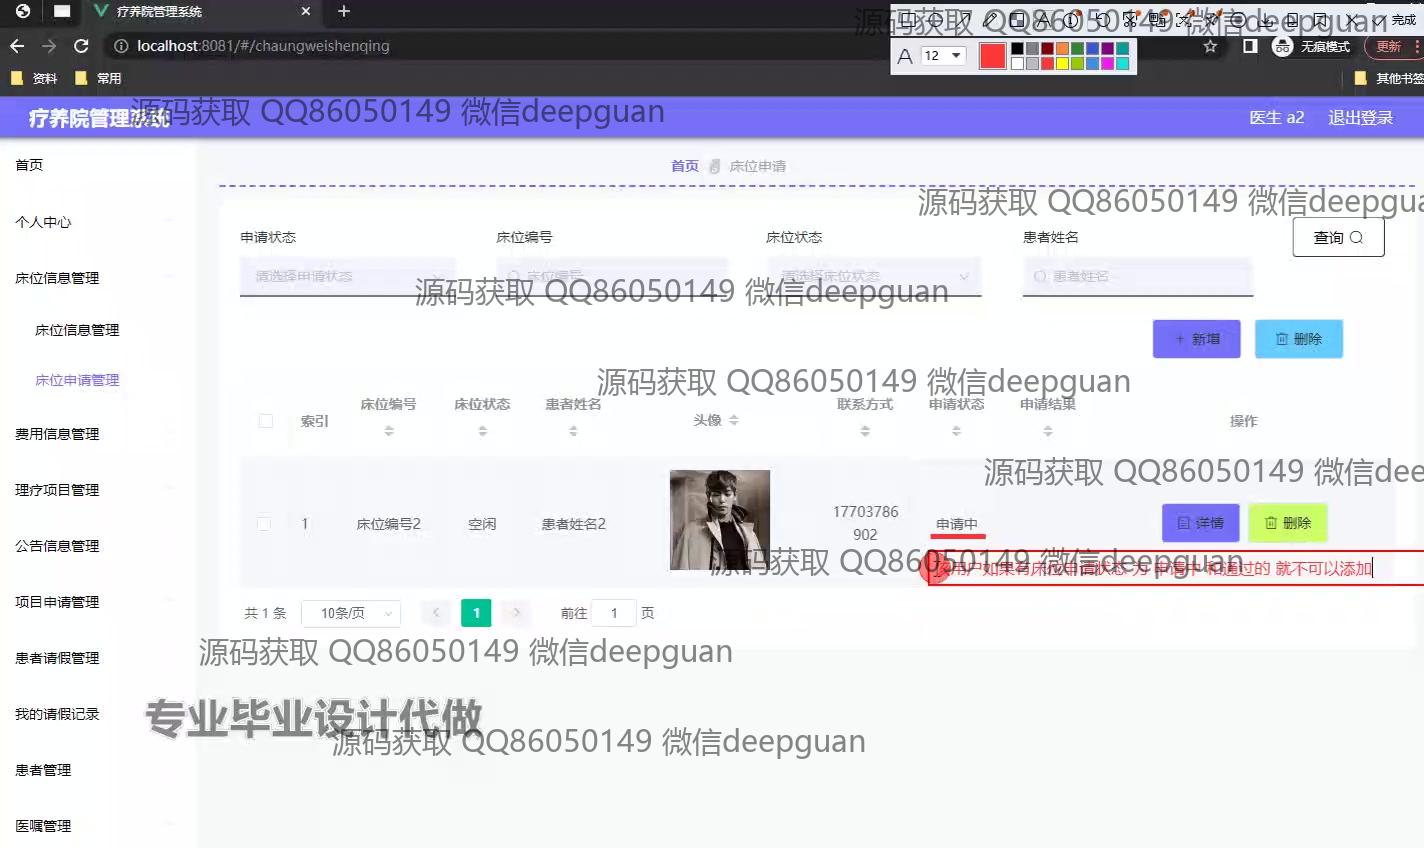 疗养院管理系统
完成
localhost:8081/#/chaungweishenqing
A 12
无痕模式
更新
资料
常用
其他书签
源码获取 QQ86050149 微信deepguan
疗养院管理系统
源码获取 QQ86050149 微信deepguan
医生 a2
退出登录
首页
个人中心
床位信息管理
床位信息管理
床位申请管理
费用信息管理
理疗项目管理
公告信息管理
项目申请管理
患者请假管理
我的请假记录
患者管理
医嘱管理
首页
床位申请
源码获取 QQ86050149 微信deepgua
申请状态
床位编号
床位状态
患者姓名
查询
请选择申请状态
床位编号
请选择床位状态
患者姓名
源码获取 QQ86050149 微信deepguan
+ 新增
删除
源码获取 QQ86050149 微信deepguan
索引
床位编号
床位状态
患者姓名
头像
联系方式
申请状态
申请结果
操作
源码获取 QQ86050149 微信dee
1
床位编号2
空闲
患者姓名2
17703786
902
申请中
详情
删除
源码获取 QQ86050149 微信deepguan
该用户如果有床位申请状态 为 申请中 和通过的 就不可以添加
共 1 条
10条/页
1
前往
1
页
源码获取 QQ86050149 微信deepguan
专业毕业设计代做
源码获取 QQ86050149 微信deepguan